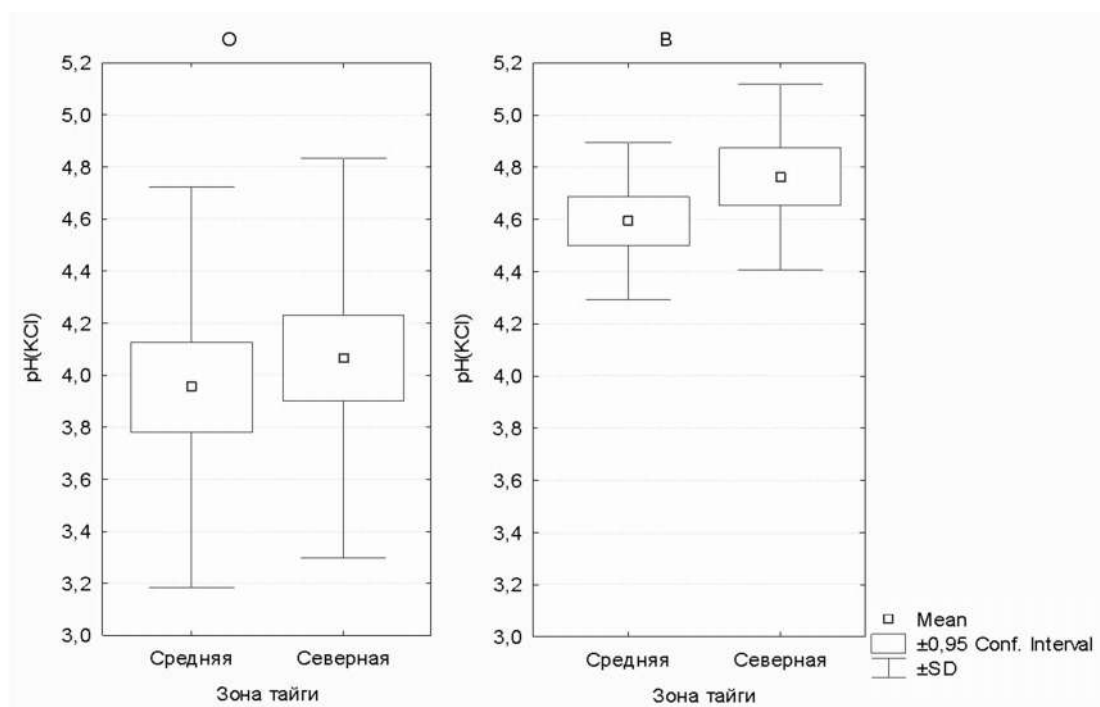 О
5,2
5,0
4,8
4,6
4,4
4,2
4,0
3,8
3,6
3,4
3,2
3,0
pH(KCl)
Средняя Северная
Зона тайги
В
5,2
5,0
4,8
4,6
4,4
4,2
4,0
3,8
3,6
3,4
3,2
3,0
pH(KCl)
Средняя Северная
Зона тайги
Mean
±0,95 Conf. Interval
±SD